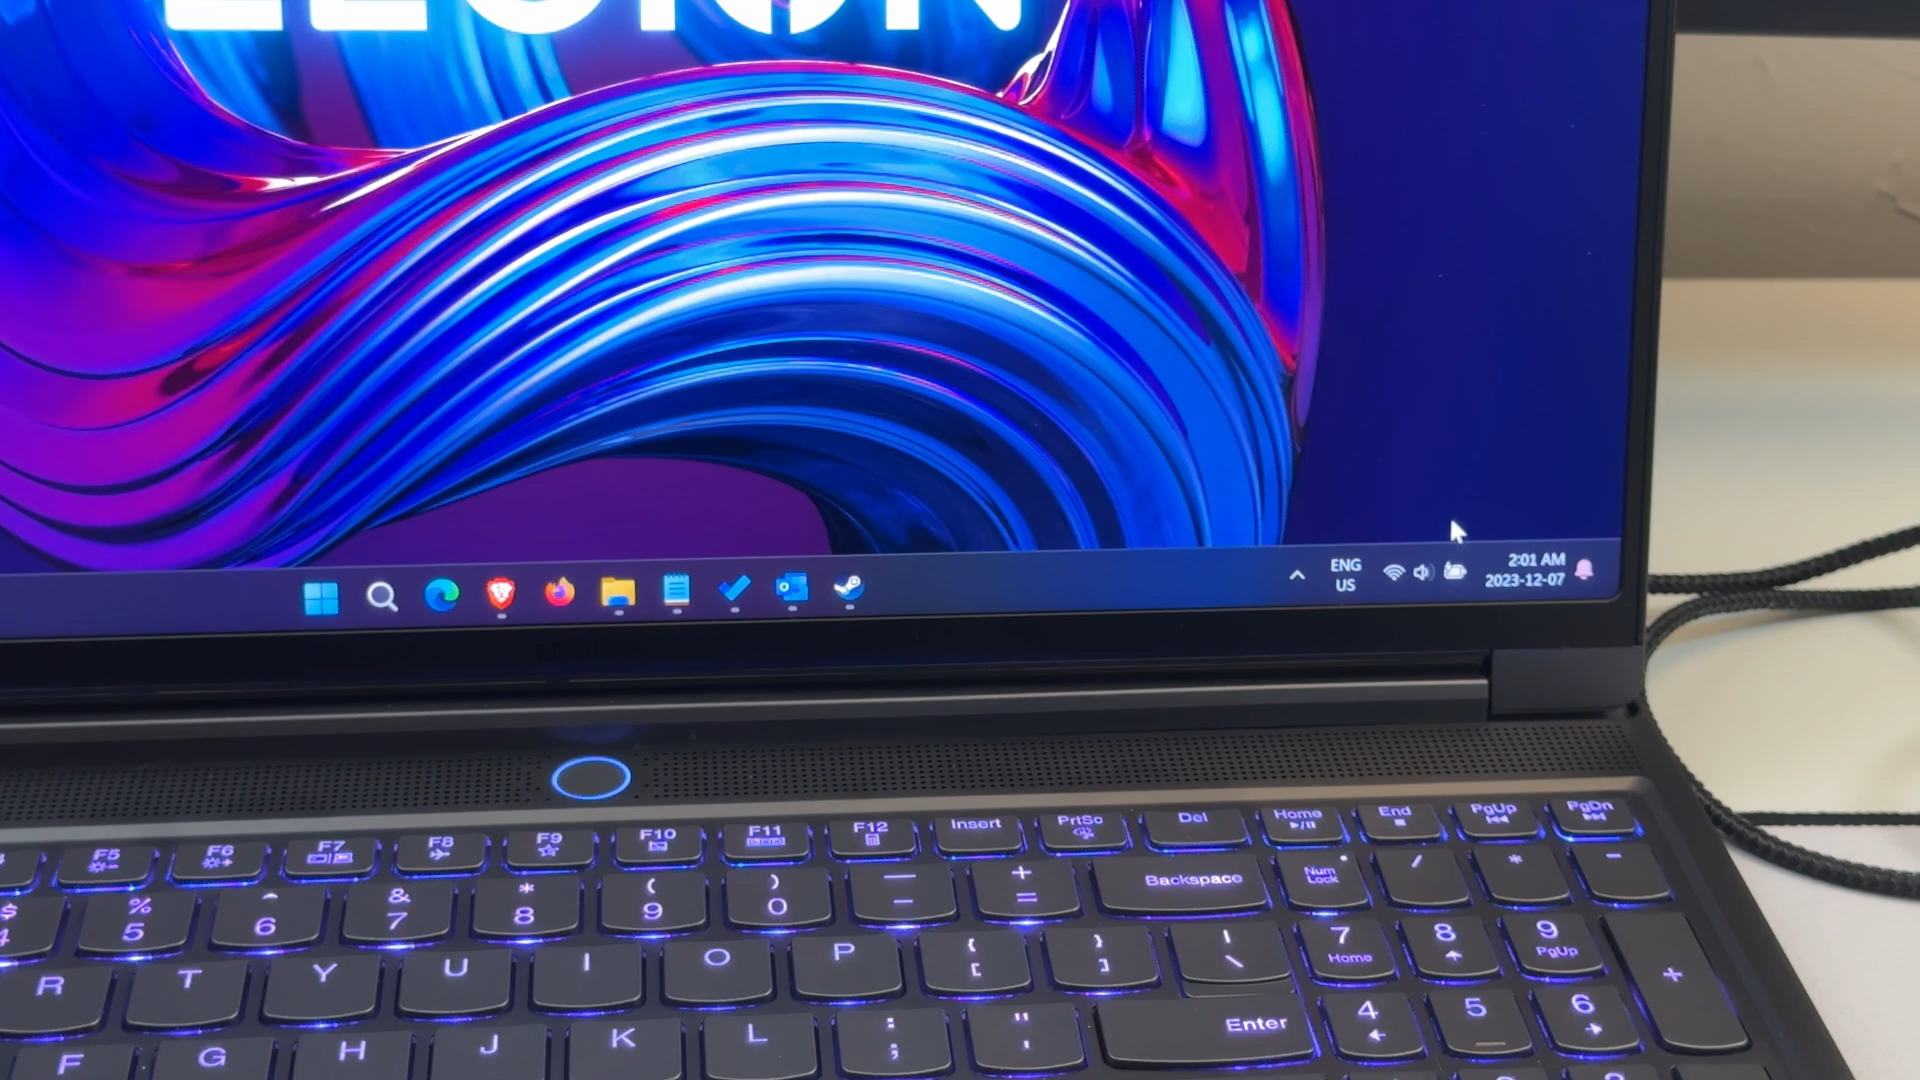 LEGION
ENG
US
2:01 AM
2023-12-07
F5 F6 F7 F8 F9 F10 F11 F12 Insert PrtSc Del Home End PgUp PgDn
$ % ^ & * ( ) — + Backspace Num Lock / * -
4 5 6 7 8 9 0 - =
R T Y U I O P { [ } ] | \ 7 Home 8 9 PgUp +
F G H J K L : ; " ' Enter 4 5 6